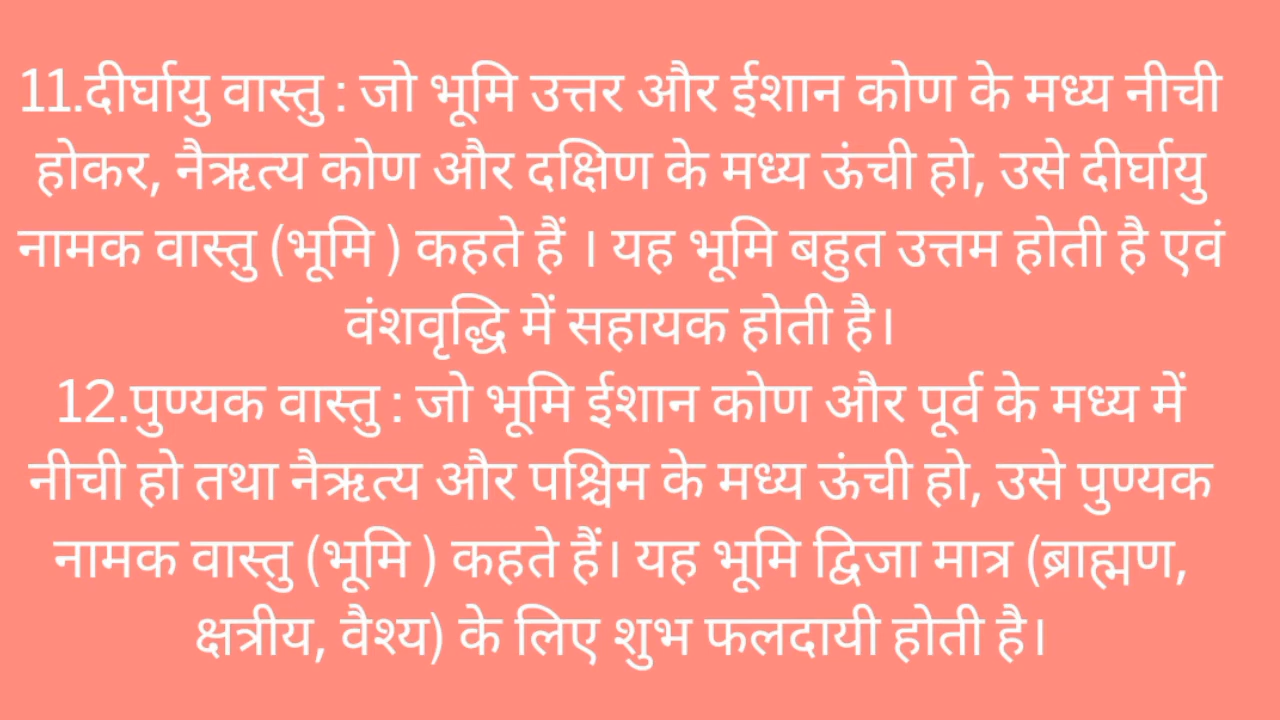 11.दीर्घायु वास्तु : जो भूमि उत्तर और ईशान कोण के मध्य नीची
होकर, नैऋत्य कोण और दक्षिण के मध्य ऊंची हो, उसे दीर्घायु
नामक वास्तु (भूमि ) कहते हैं । यह भूमि बहुत उत्तम होती है एवं
वंशवृद्धि में सहायक होती है।
12.पुण्यक वास्तु : जो भूमि ईशान कोण और पूर्व के मध्य में
नीची हो तथा नैऋत्य और पश्चिम के मध्य ऊंची हो, उसे पुण्यक
नामक वास्तु (भूमि ) कहते हैं। यह भूमि द्विजा मात्र (ब्राह्मण,
क्षत्रीय, वैश्य) के लिए शुभ फलदायी होती है।